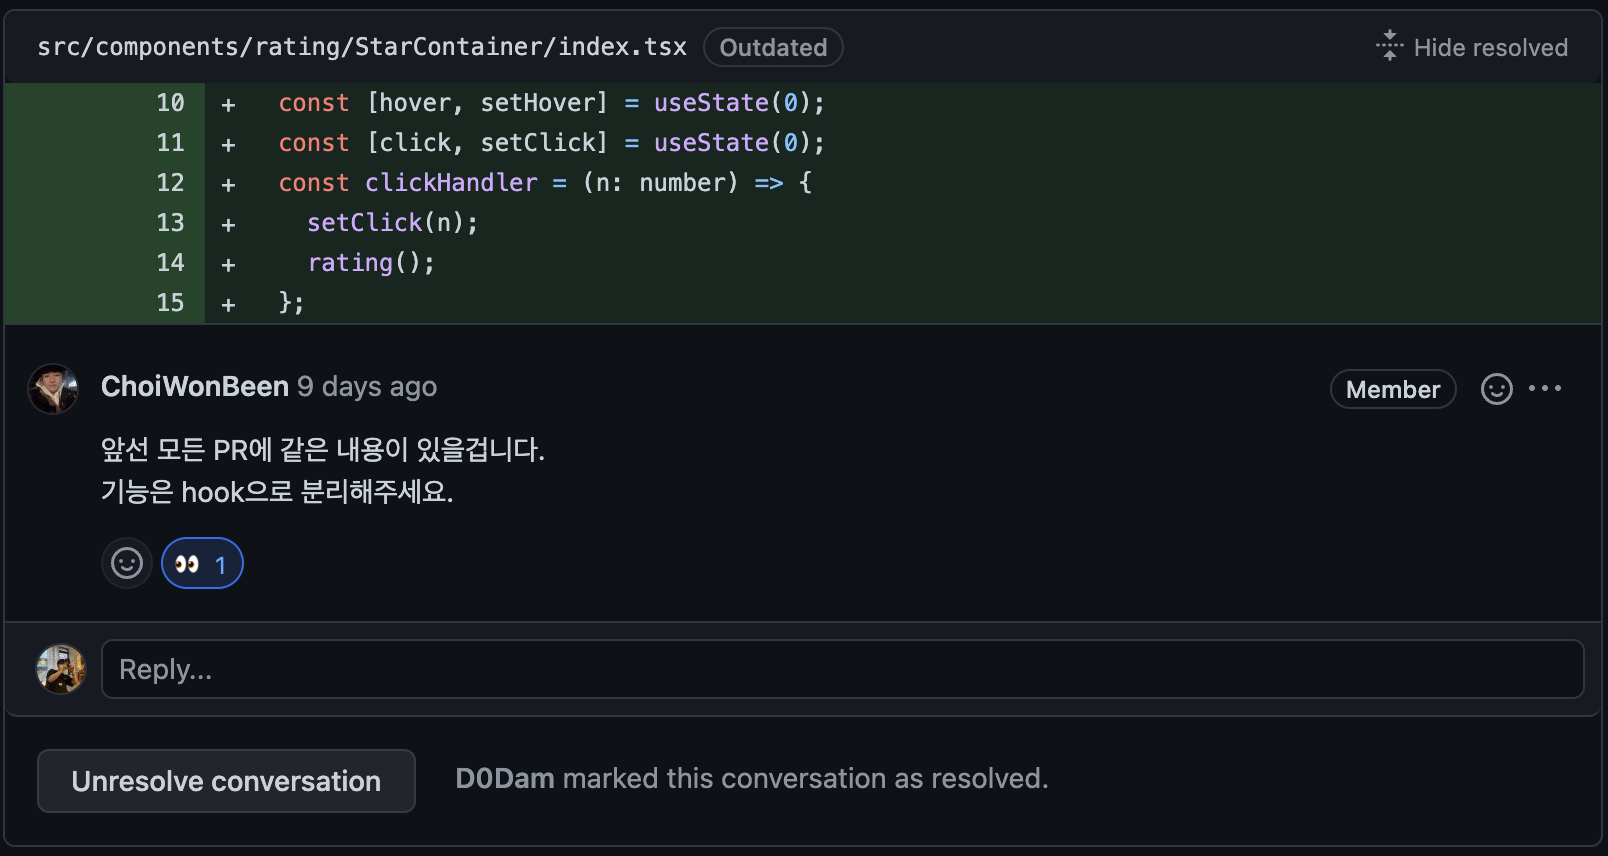 src/components/rating/StarContainer/index.tsx Outdated Hide resolved
10 + const [hover, setHover] = useState(0);
11 + const [click, setClick] = useState(0);
12 + const clickHandler = (n: number) => {
13 + setClick(n);
14 + rating();
15 + };
ChoiWonBeen 9 days ago Member
앞선 모든 PR에 같은 내용이 있을겁니다.
기능은 hook으로 분리해주세요.
👀 1
Reply...
Unresolve conversation D0Dam marked this conversation as resolved.